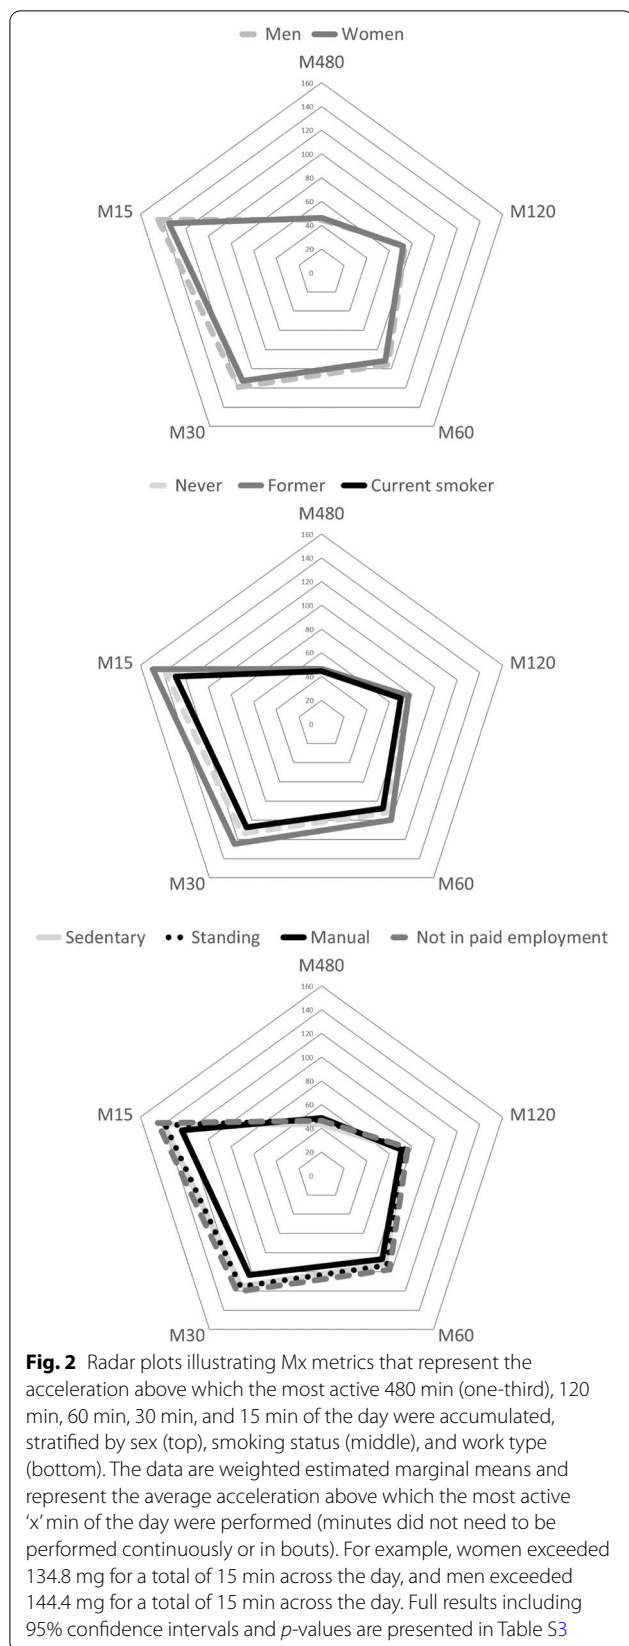 Men Women
M480
160
140
120
100
80
60
40
20
0
M15
M120
M30
M60
Never Former Current smoker
M480
160
140
120
100
80
60
40
20
0
M15
M120
M30
M60
Sedentary Standing Manual Not in paid employment
M480
160
140
120
100
80
60
40
20
0
M15
M120
M30
M60
Fig. 2 Radar plots illustrating Mx metrics that represent the
acceleration above which the most active 480 min (one-third), 120
min, 60 min, 30 min, and 15 min of the day were accumulated,
stratified by sex (top), smoking status (middle), and work type
(bottom). The data are weighted estimated marginal means and
represent the average acceleration above which the most active
‘x’ min of the day were performed (minutes did not need to be
performed continuously or in bouts). For example, women exceeded
134.8 mg for a total of 15 min across the day, and men exceeded
144.4 mg for a total of 15 min across the day. Full results including
95% confidence intervals and p-values are presented in Table S3